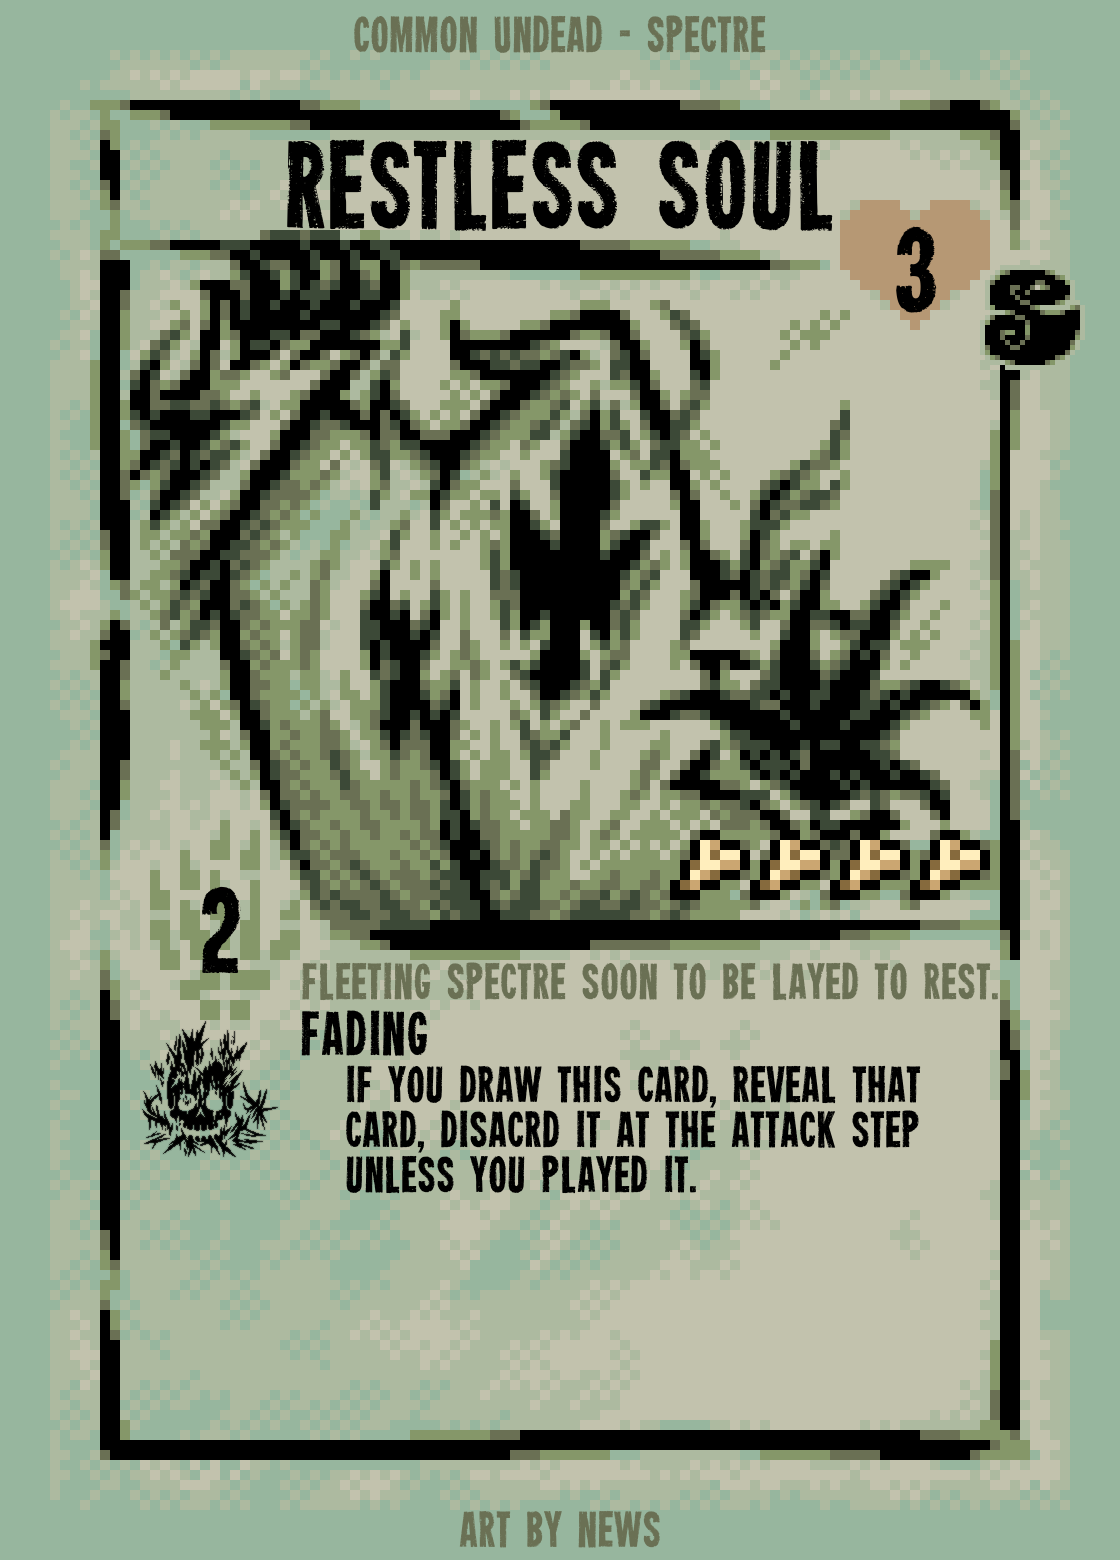 COMMON UNDEAD - SPECTRE
RESTLESS SOUL
3
2
FLEETING SPECTRE SOON TO BE LAYED TO REST.
FADING
IF YOU DRAW THIS CARD, REVEAL THAT
CARD, DISACRD IT AT THE ATTACK STEP
UNLESS YOU PLAYED IT.
ART BY NEWS